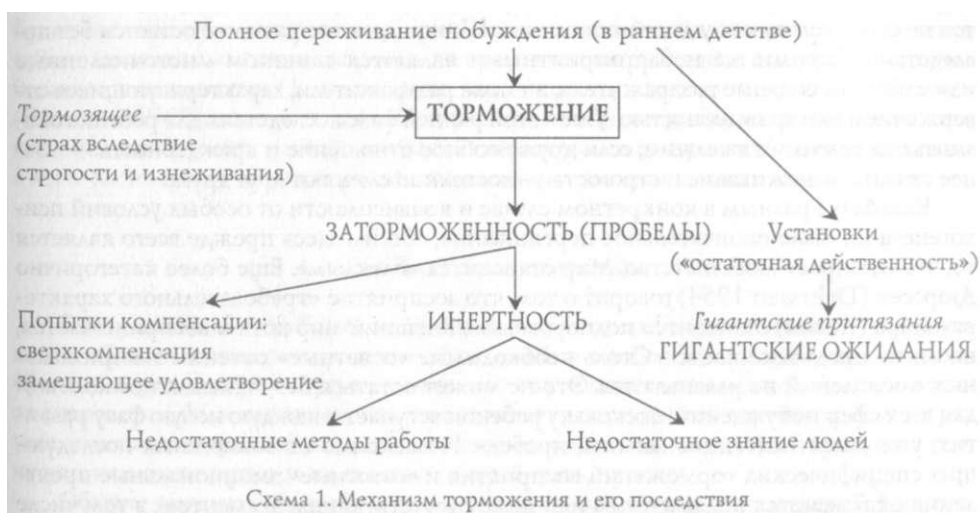 Полное переживание побуждения (в раннем детстве)
Тормозящее
ТОРМОЖЕНИЕ
(страх вследствие
строгости и изнеживания)
ЗАТОРМОЖЕННОСТЬ (ПРОБЕЛЫ)
Установки
(«остаточная действенность»)
Попытки компенсации:
сверхкомпенсация
замещающее удовлетворение
ИНЕРТНОСТЬ
Гигантские притязания
ГИГАНТСКИЕ ОЖИДАНИЯ
Недостаточные методы работы
Недостаточное знание людей
Схема 1. Механизм торможения и его последствия